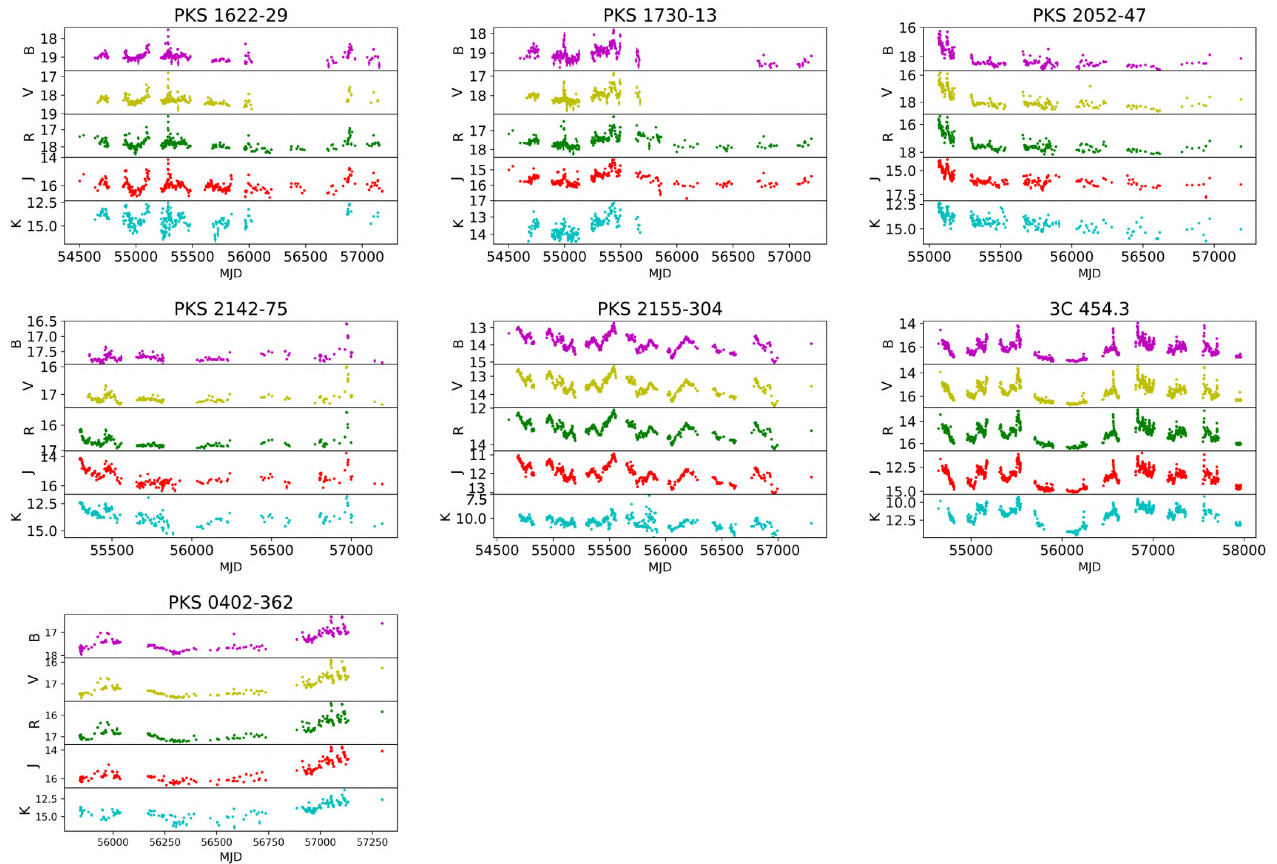 PKS 1622-29
B
18
19
V
17
18
19
R
17
18
J
14
16
K
12.5
15.0
54500 55000 55500 56000 56500 57000
MJD
PKS 1730-13
B
18
19
V
17
18
R
17
18
J
15
16
17
K
13
14
54500 55000 55500 56000 56500 57000
MJD
PKS 2052-47
B
16
18
V
16
18
R
16
18
J
15.0
17.5
K
12.5
15.0
55000 55500 56000 56500 57000
MJD
PKS 2142-75
B
16.5
17.0
17.5
V
16
17
R
16
17
J
16
K
12.5
15.0
55500 56000 56500 57000
MJD
PKS 2155-304
B
13
14
15
V
13
14
R
12
14
J
11
12
13
K
7.5
10.0
54500 55000 55500 56000 56500 57000
MJD
3C 454.3
B
14
16
V
14
16
R
14
16
J
12.5
15.0
K
10.0
12.5
55000 56000 57000 58000
MJD
PKS 0402-362
B
17
18
V
16
17
R
16
17
J
14
16
K
12.5
15.0
56000 56250 56500 56750 57000 57250
MJD